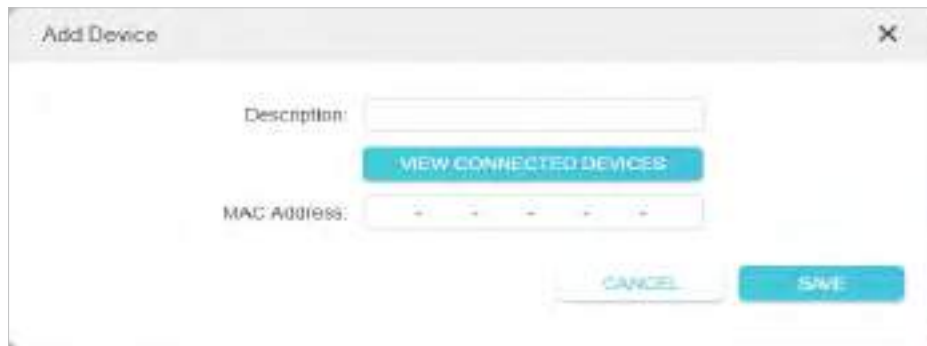 Add Device
Description:
VIEW CONNECTED DEVICES
MAC Address: - - - - -
CANCEL
SAVE